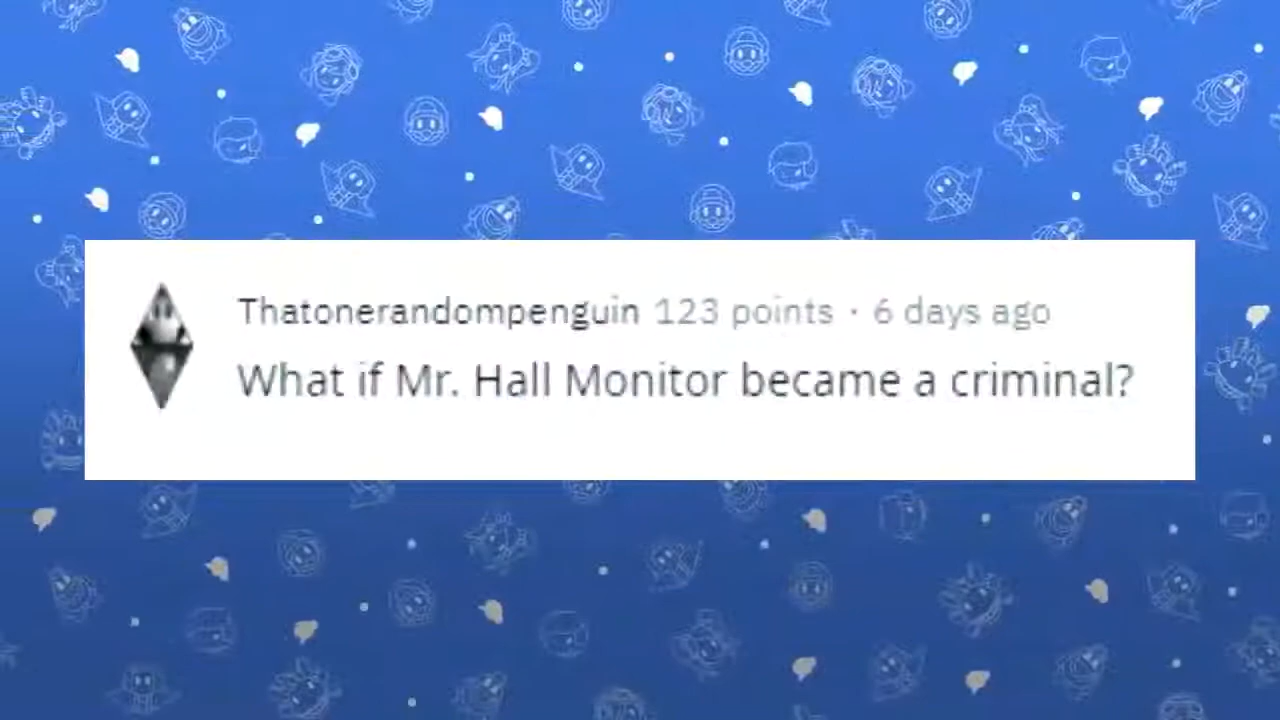 Thatonerandompenguin 123 points · 6 days ago
What if Mr. Hall Monitor became a criminal?